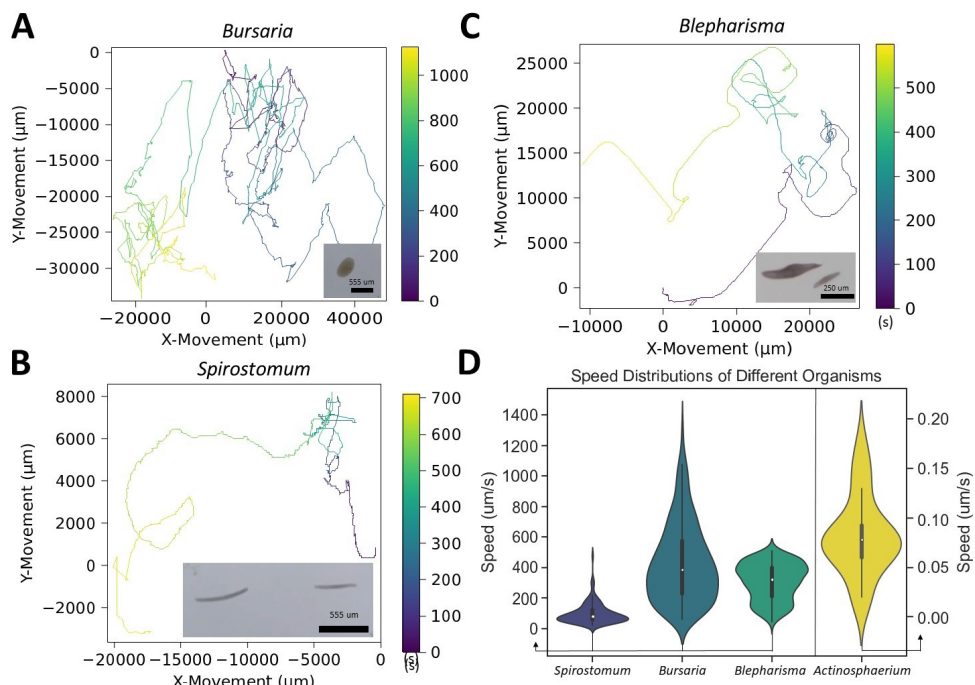 A
Bursaria
0
−5000
−10000
−15000
−20000
−25000
−30000
Y-Movement (μm)
−20000 0 20000 40000
X-Movement (μm)
1000
800
600
400
200
0
555 um
C
Blepharisma
25000
20000
15000
10000
5000
0
Y-Movement (μm)
−10000 0 10000 20000
X-Movement (μm)
500
400
300
200
100
0
(s)
250 um
B
Spirostomum
8000
6000
4000
2000
0
−2000
Y-Movement (μm)
−20000 −15000 −10000 −5000 0
X-Movement (μm)
700
600
500
400
300
200
100
0
(s)
(s)
555 um
D
Speed Distributions of Different Organisms
1400
1200
1000
800
600
400
200
0
Speed (um/s)
0.20
0.15
0.10
0.05
0.00
Speed (um/s)
Spirostomum Bursaria Blepharisma Actinosphaerium